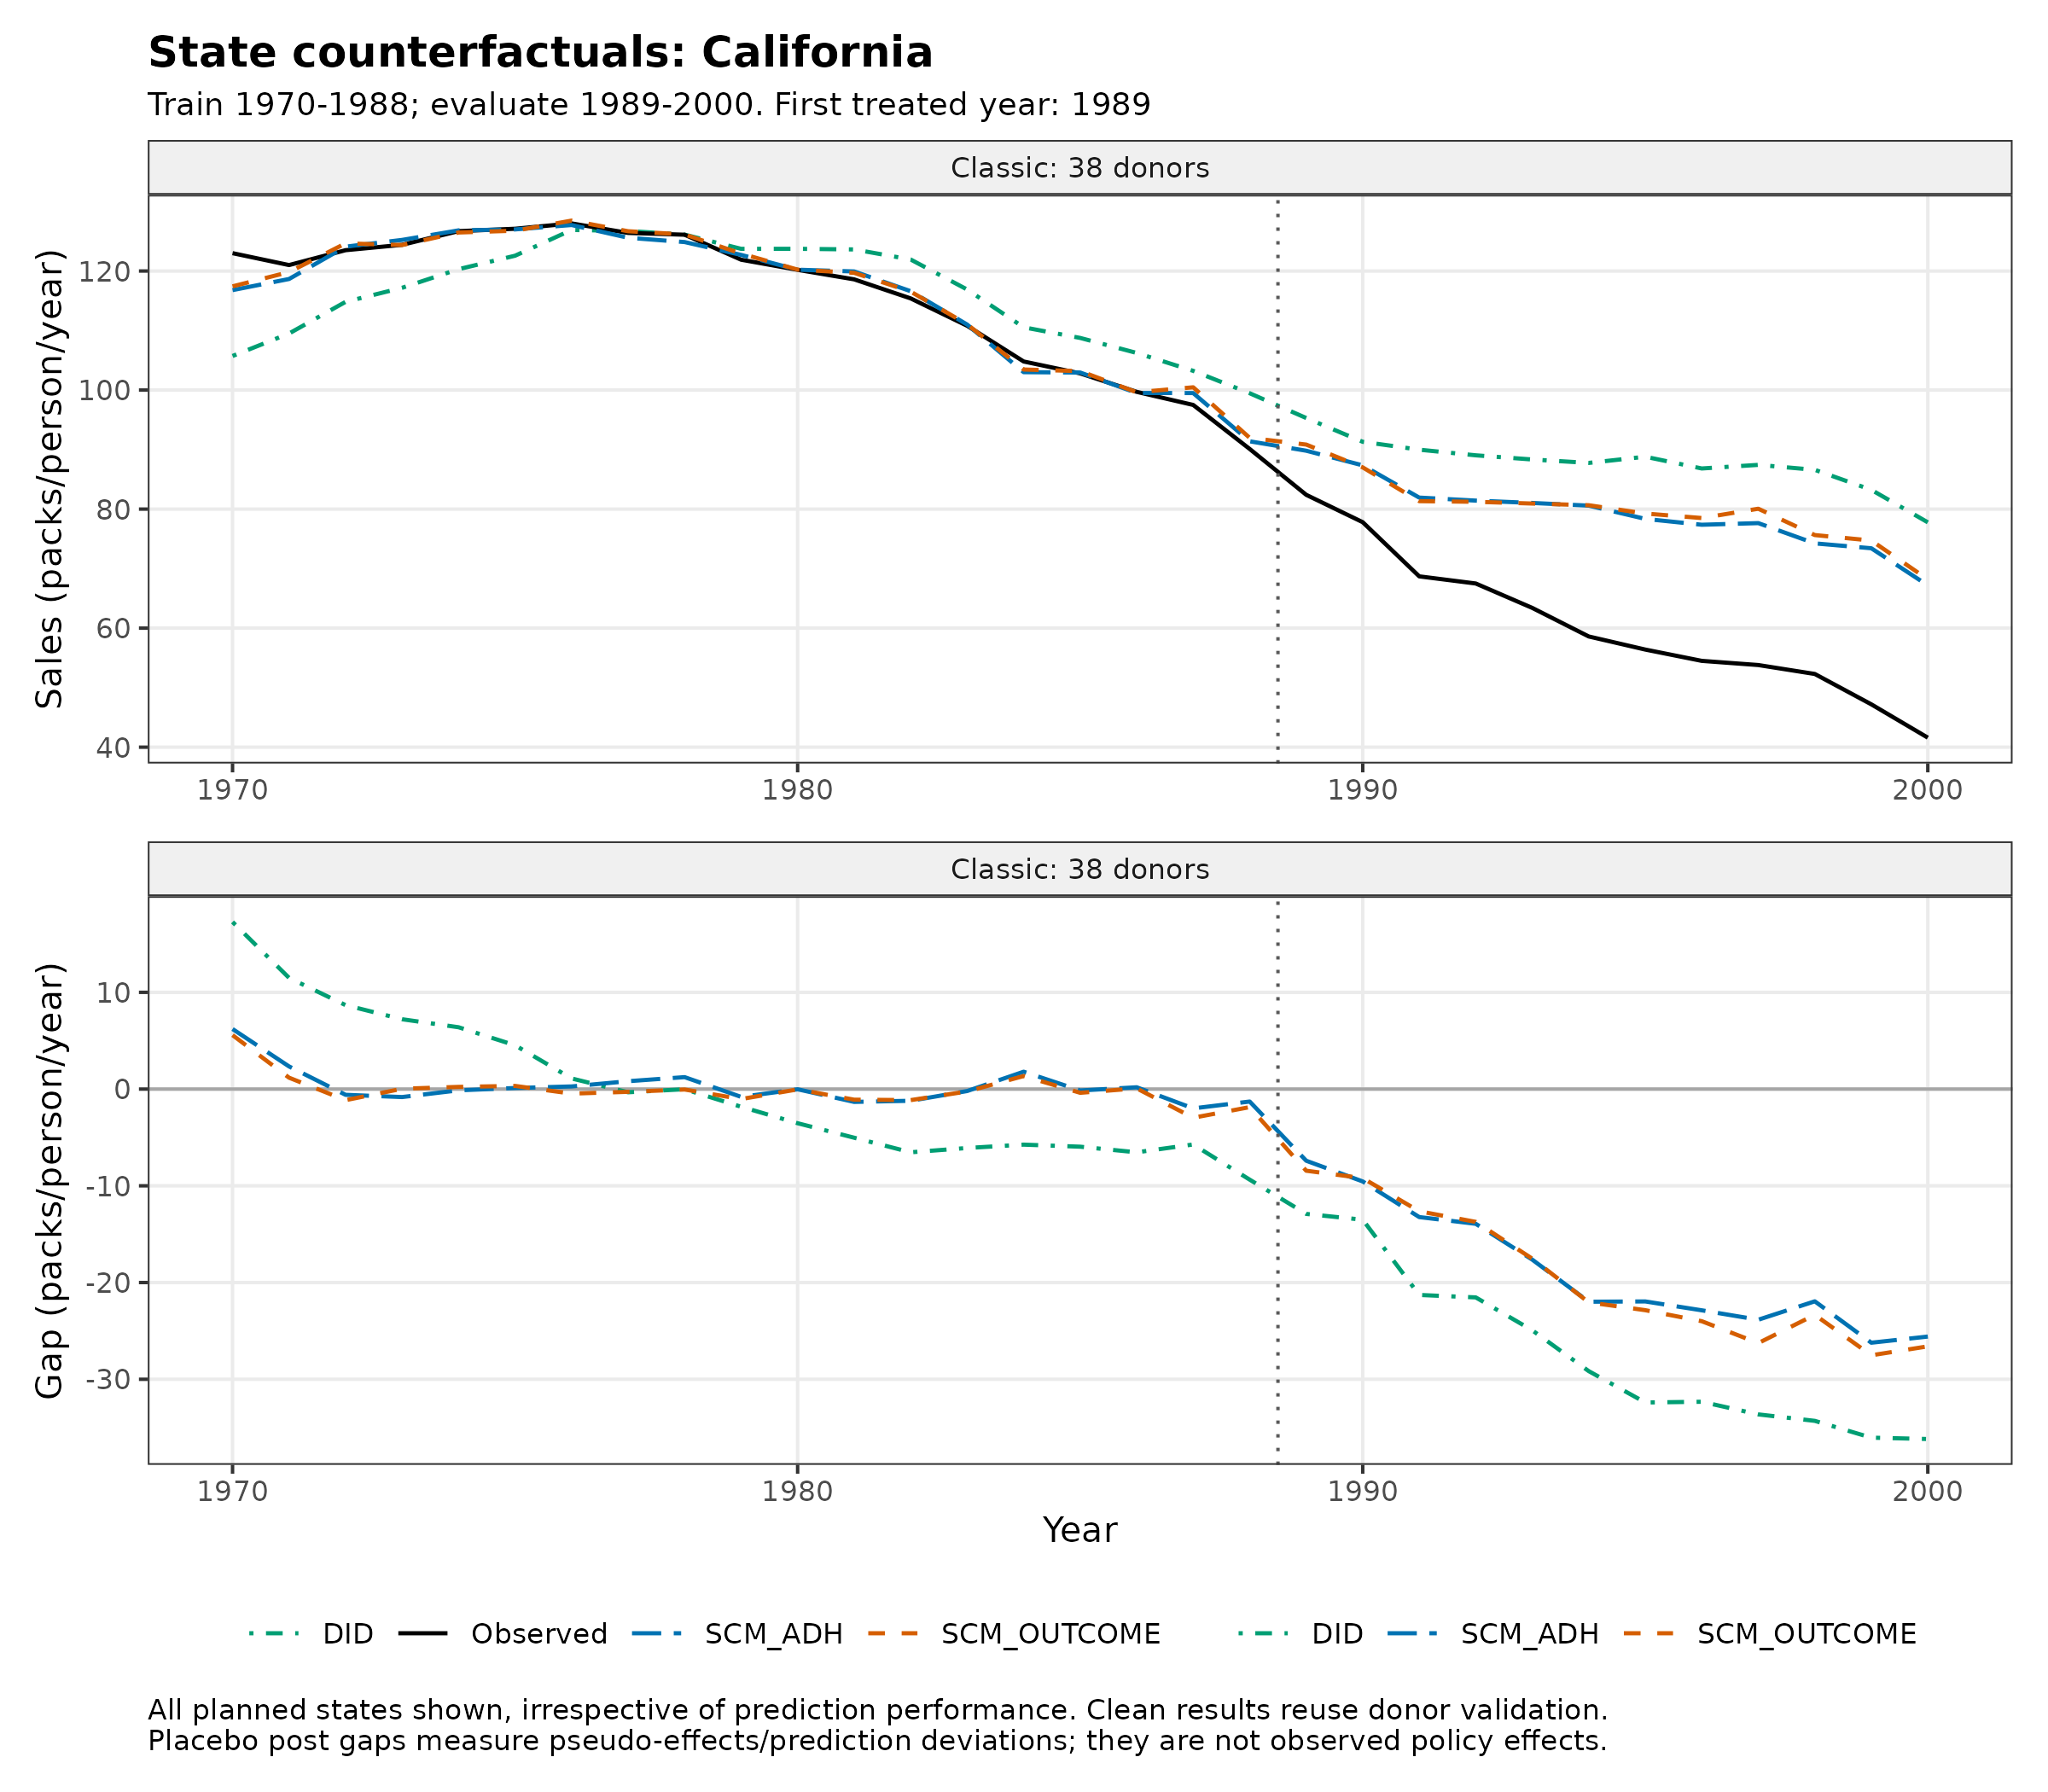 State counterfactuals: California
Train 1970-1988; evaluate 1989-2000. First treated year: 1989
Classic: 38 donors
Sales (packs/person/year)
120
100
80
60
40
1970 1980 1990 2000
Classic: 38 donors
Gap (packs/person/year)
10
0
-10
-20
-30
1970 1980 1990 2000
Year
DID Observed SCM_ADH SCM_OUTCOME DID SCM_ADH SCM_OUTCOME
All planned states shown, irrespective of prediction performance. Clean results reuse donor validation.
Placebo post gaps measure pseudo-effects/prediction deviations; they are not observed policy effects.